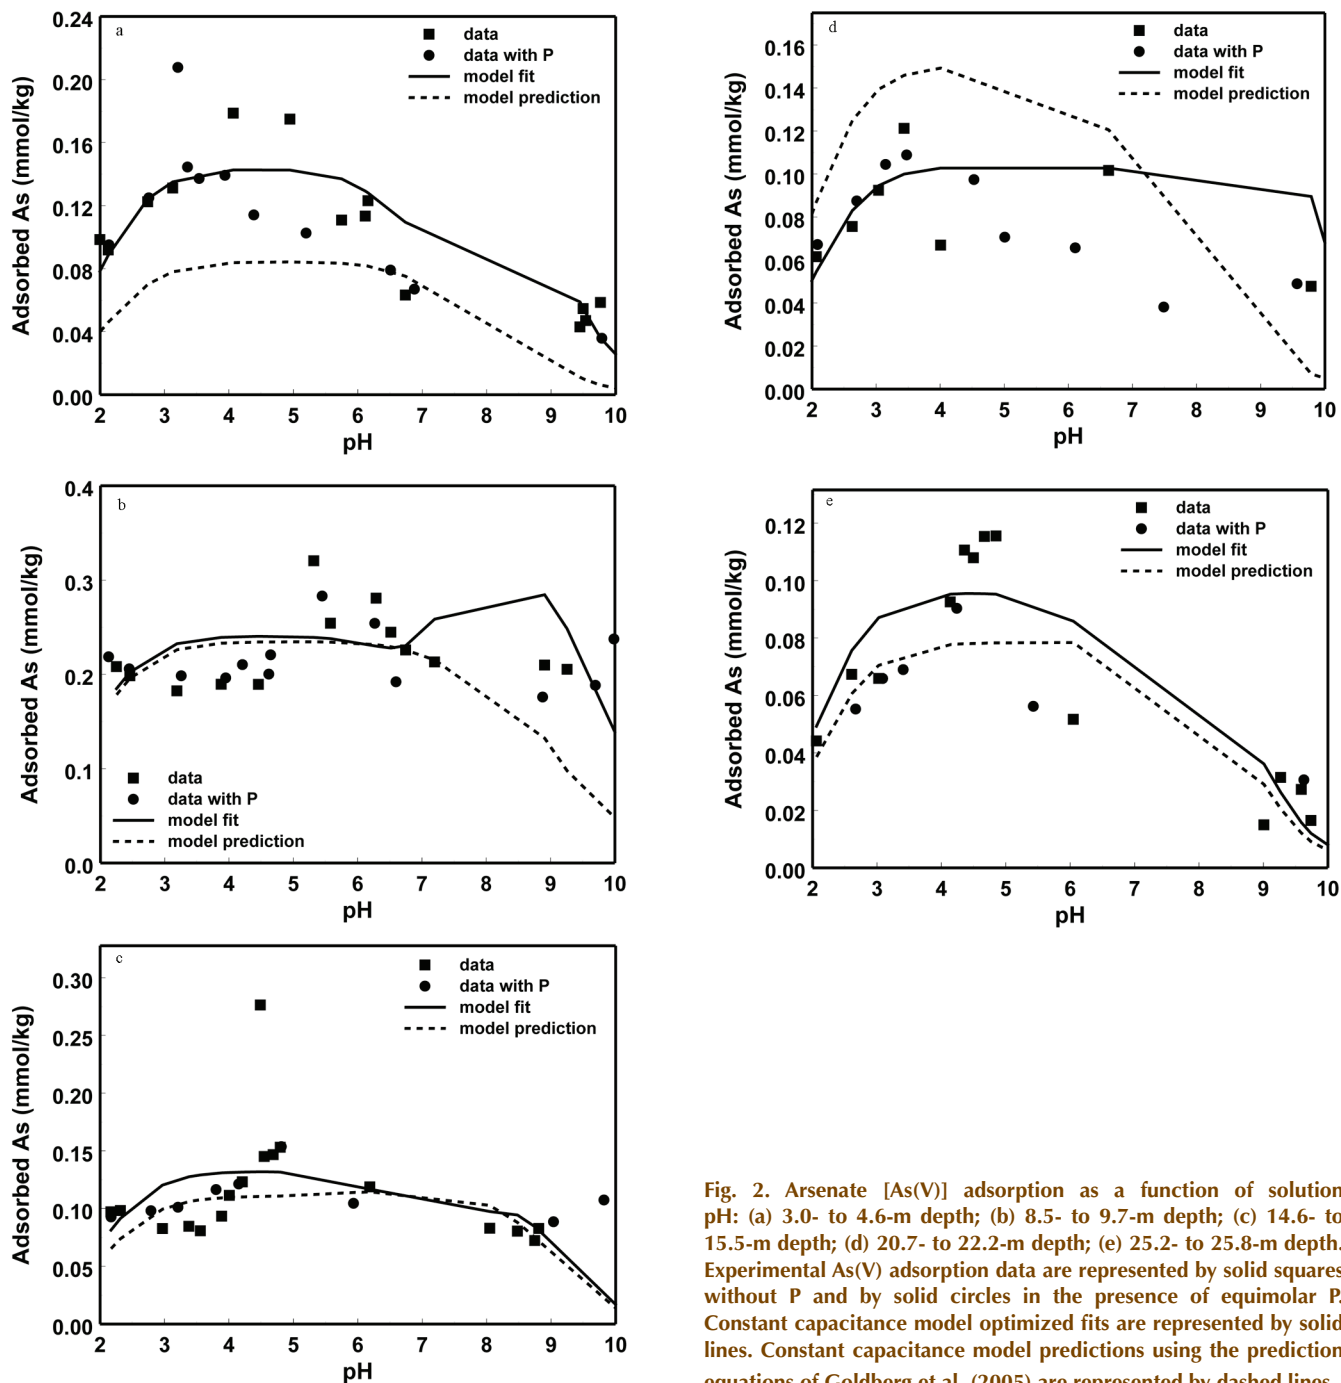 a
data
data with P
model fit
model prediction
Adsorbed As (mmol/kg)
0.24
0.20
0.16
0.12
0.08
0.04
0.00
2 3 4 5 6 7 8 9 10
pH
b
data
data with P
model fit
model prediction
Adsorbed As (mmol/kg)
0.4
0.3
0.2
0.1
0.0
2 3 4 5 6 7 8 9 10
pH
c
data
data with P
model fit
model prediction
Adsorbed As (mmol/kg)
0.30
0.25
0.20
0.15
0.10
0.05
0.00
2 3 4 5 6 7 8 9 10
pH
d
data
data with P
model fit
model prediction
Adsorbed As (mmol/kg)
0.16
0.14
0.12
0.10
0.08
0.06
0.04
0.02
0.00
2 3 4 5 6 7 8 9 10
pH
e
data
data with P
model fit
model prediction
Adsorbed As (mmol/kg)
0.12
0.10
0.08
0.06
0.04
0.02
0.00
2 3 4 5 6 7 8 9 10
pH
Fig. 2. Arsenate [As(V)] adsorption as a function of solution
pH: (a) 3.0- to 4.6-m depth; (b) 8.5- to 9.7-m depth; (c) 14.6- to
15.5-m depth; (d) 20.7- to 22.2-m depth; (e) 25.2- to 25.8-m depth.
Experimental As(V) adsorption data are represented by solid squares
without P and by solid circles in the presence of equimolar P.
Constant capacitance model optimized fits are represented by solid
lines. Constant capacitance model predictions using the prediction
equations of Goldberg et al. (2005) are represented by dashed lines.